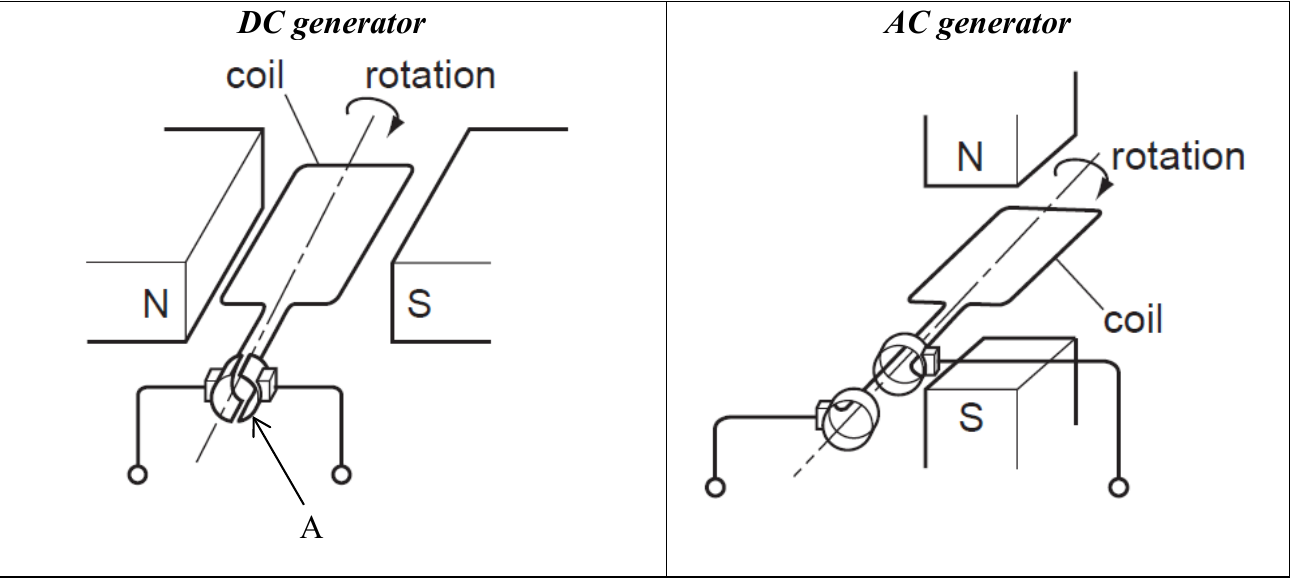 DC generator
coil rotation
N
S
A
AC generator
N
rotation
coil
S